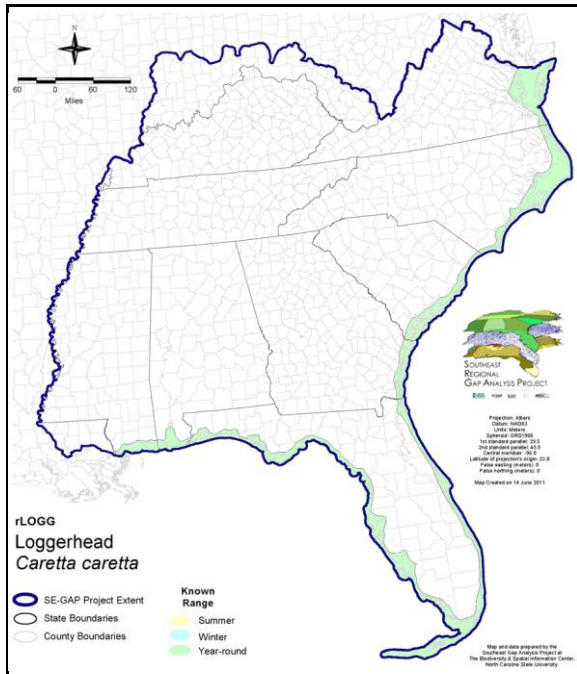 N
60 0 60 120
Miles
SOUTHEAST
REGIONAL
GAP ANALYSIS PROJECT
Projection: Albers
Datum: NAD83
Units: Meters
Spheroid: GRS1980
1st standard parallel: 29.5
2nd standard parallel: 45.5
Central meridian: -96.0
Latitude of projection's origin: 23.0
False easting (meters): 0
False northing (meters): 0
Map Created on 14 June 2011
rLOGG
Loggerhead
Caretta caretta
SE-GAP Project Extent
State Boundaries
County Boundaries
Known
Range
Summer
Winter
Year-round
Map and data prepared by the
Southeast Gap Analysis Project at
The Biodiversity & Spatial Information Center,
North Carolina State University.